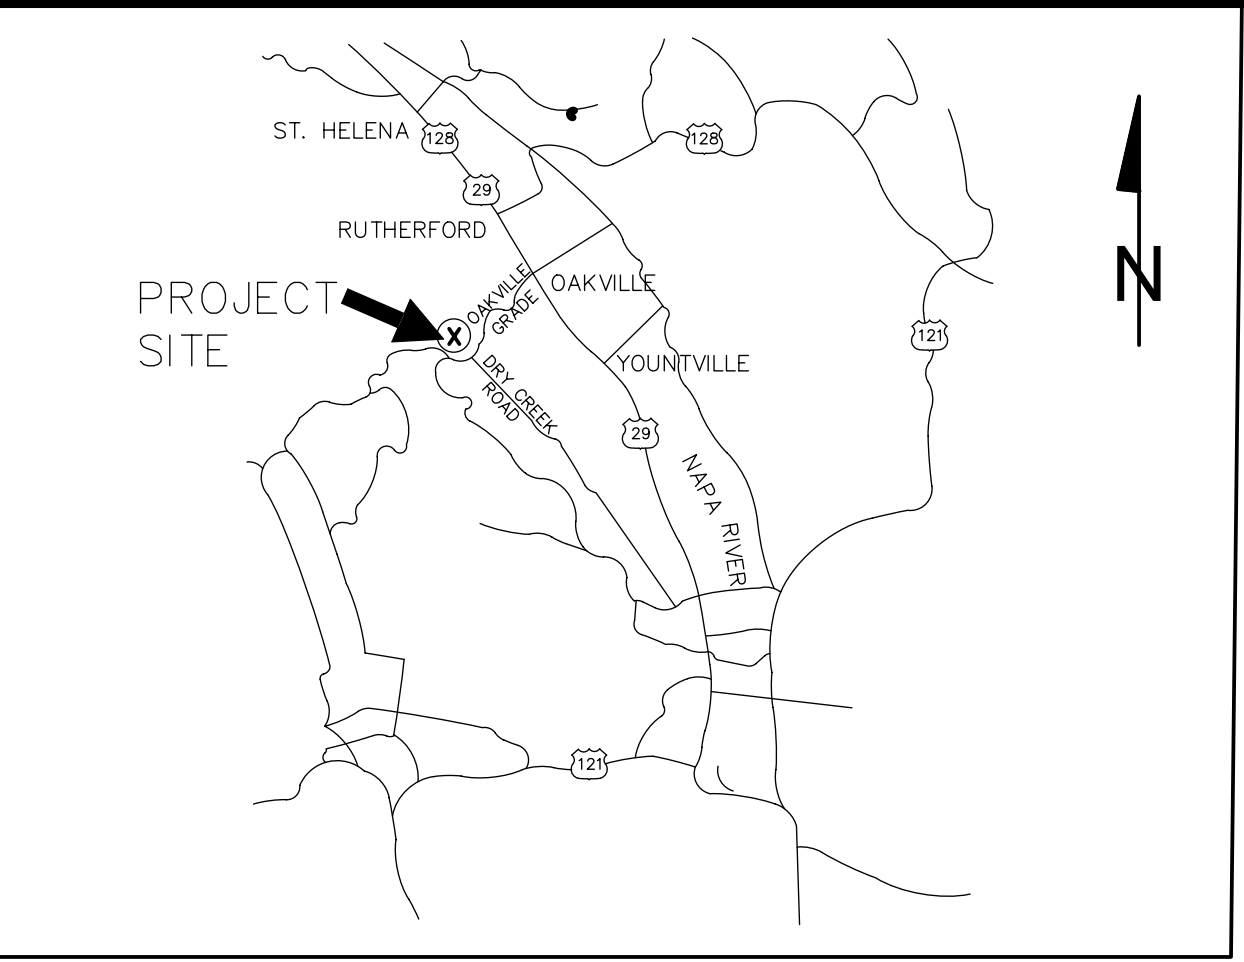 ST. HELENA
128
128
29
RUTHERFORD
N
OAKVILLE
GRADE
OAKVILLE
PROJECT
SITE
X
121
YOUNTVILLE
DRY CREEK
ROAD
29
NAPA RIVER
121